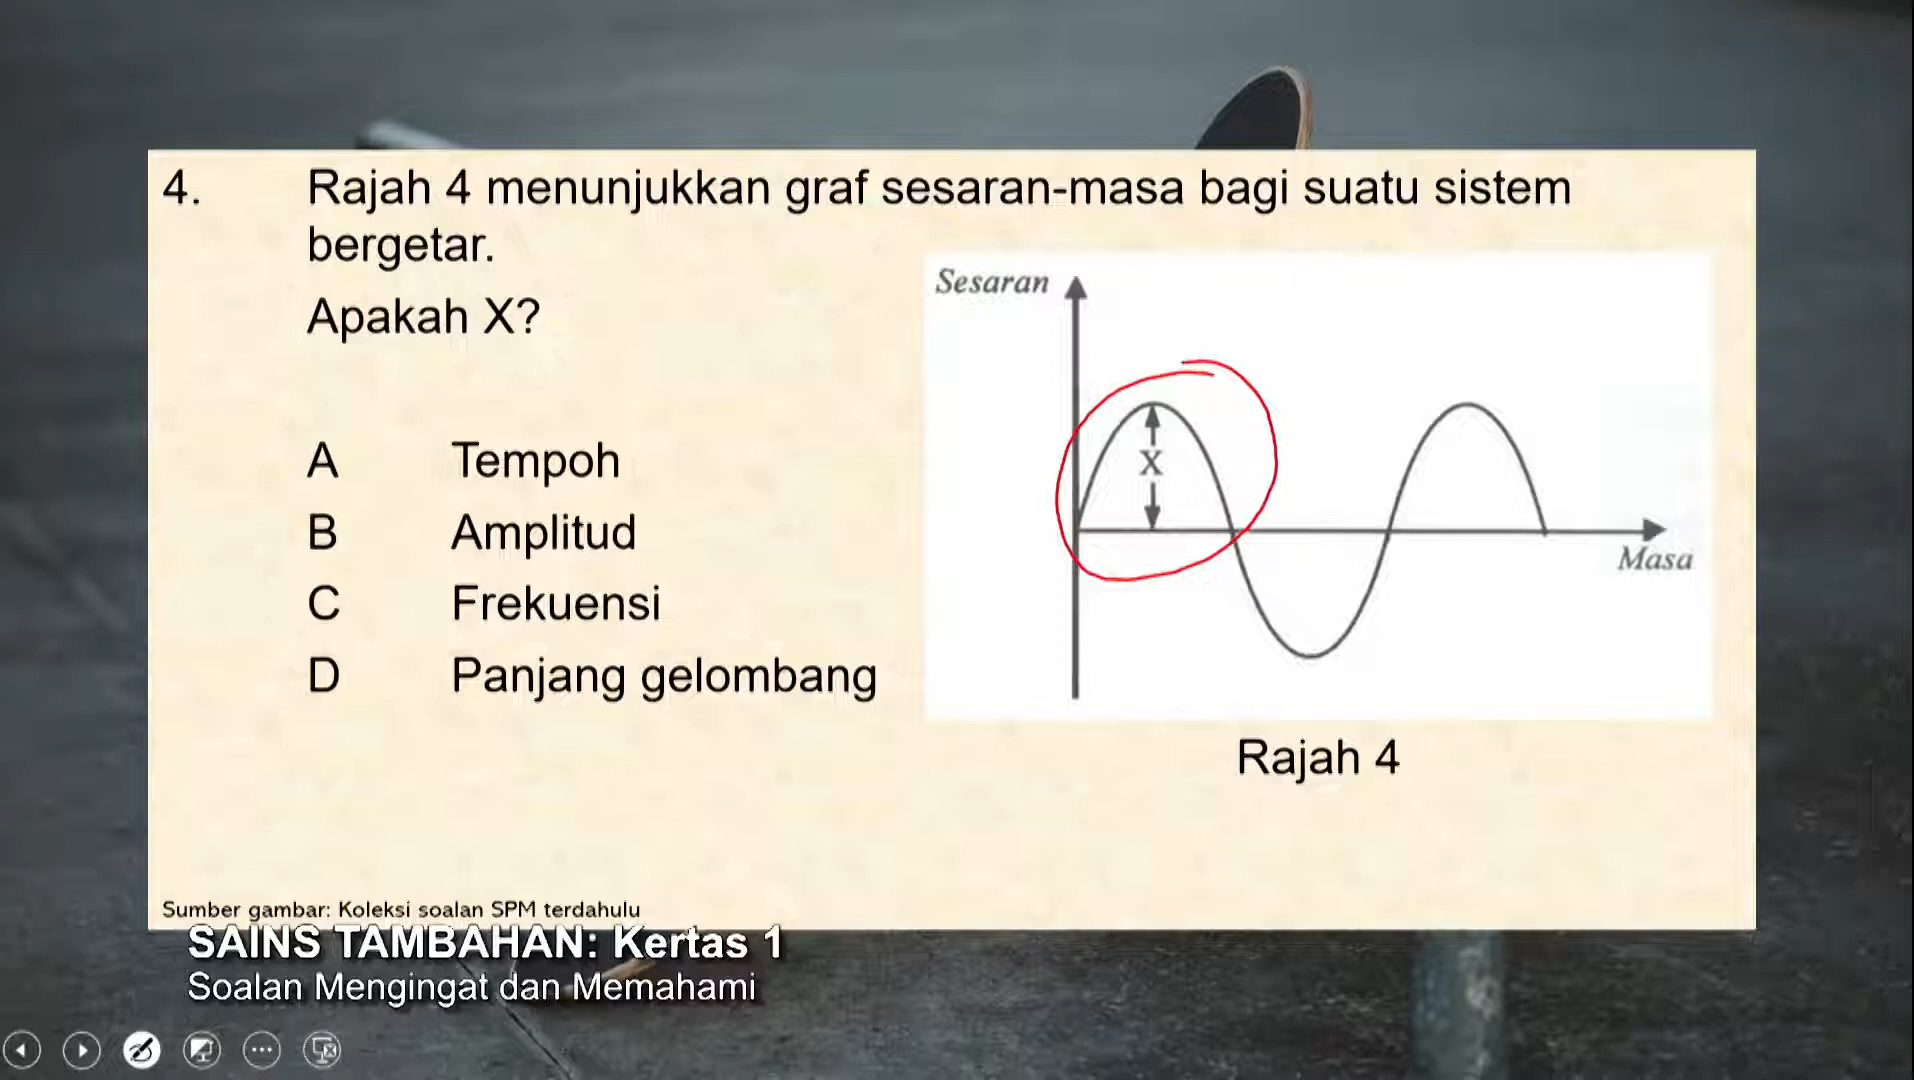 4. Rajah 4 menunjukkan graf sesaran-masa bagi suatu sistem
bergetar.
Apakah X?
A Tempoh
B Amplitud
C Frekuensi
D Panjang gelombang
Sesaran
X
Masa
Rajah 4
Sumber gambar: Koleksi soalan SPM terdahulu
SAINS TAMBAHAN: Kertas 1
Soalan Mengingat dan Memahami